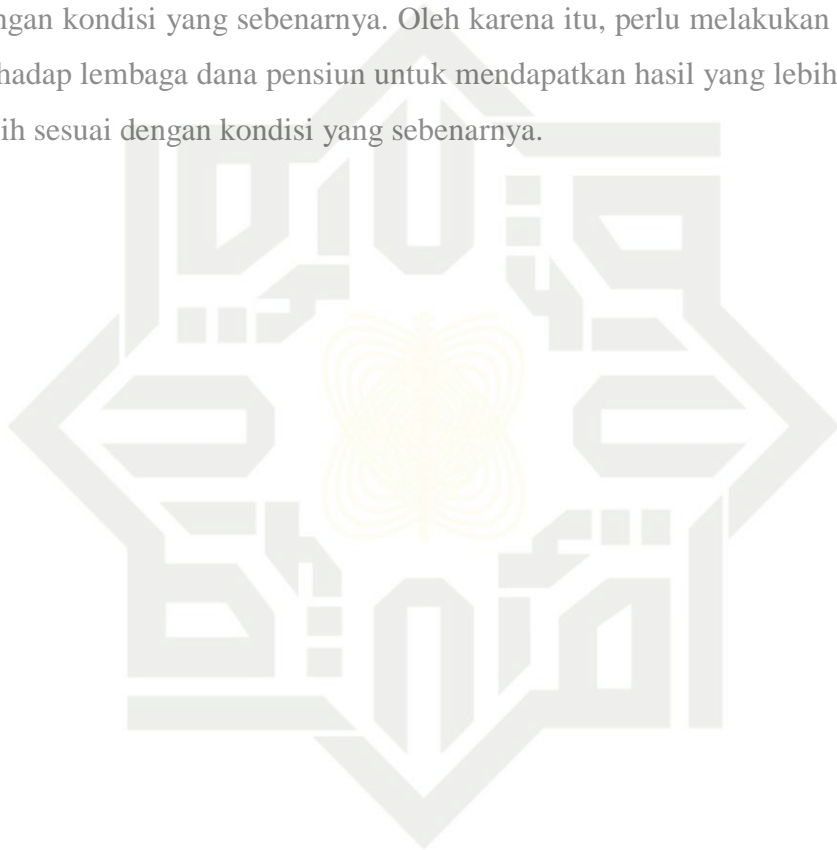 ngan kondisi yang sebenarnya. Oleh karena itu, perlu melakukan
hadap lembaga dana pensiun untuk mendapatkan hasil yang lebih
ih sesuai dengan kondisi yang sebenarnya.